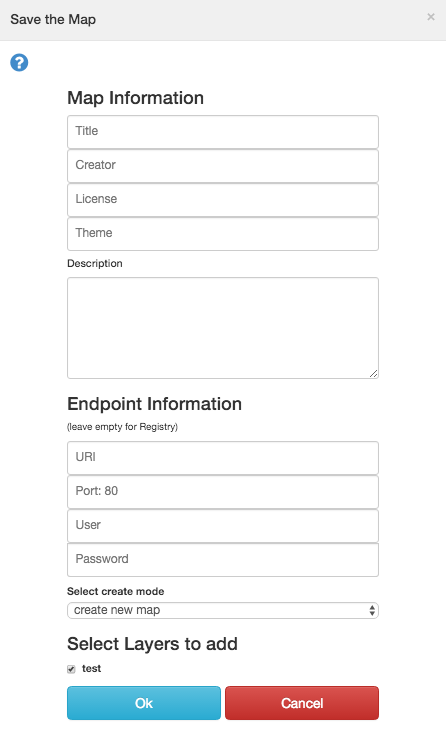 Save the Map
×
?
Map Information
Title
Creator
License
Theme
Description
Endpoint Information
(leave empty for Registry)
URI
Port: 80
User
Password
Select create mode
create new map
Select Layers to add
test
Ok Cancel